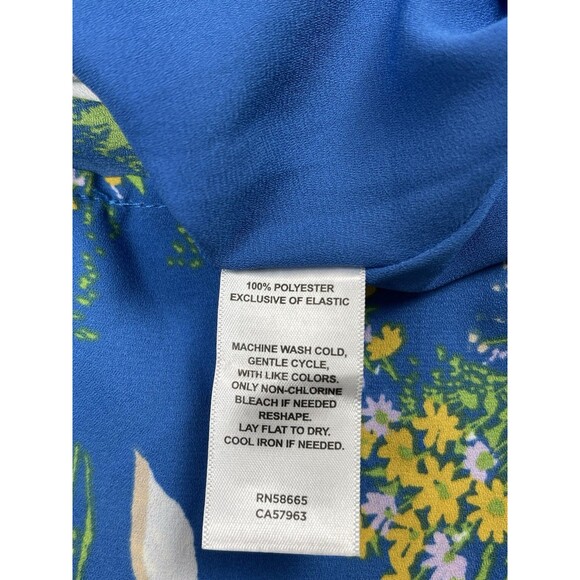 100% POLYESTER
EXCLUSIVE OF ELASTIC
MACHINE WASH COLD,
GENTLE CYCLE,
WITH LIKE COLORS.
ONLY NON-CHLORINE
BLEACH IF NEEDED
RESHAPE.
LAY FLAT TO DRY.
COOL IRON IF NEEDED.
RN58665
CA57963